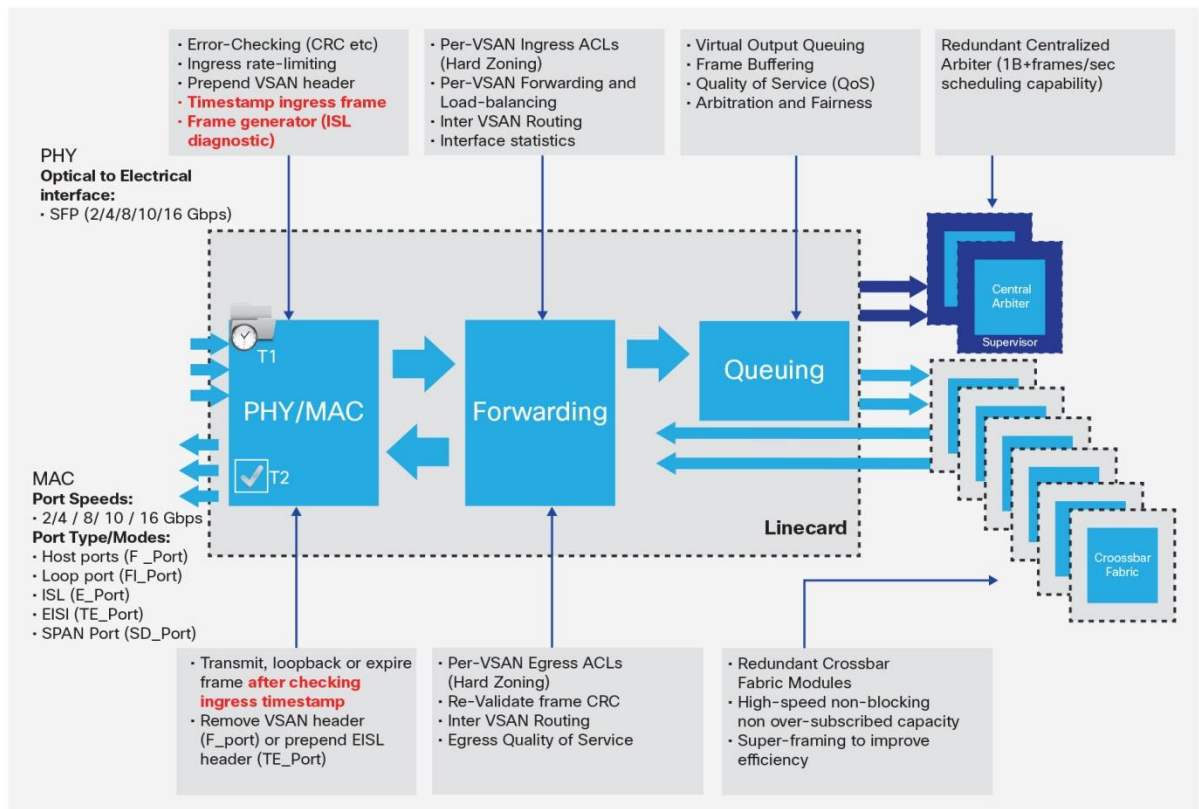 · Error-Checking (CRC etc)
· Ingress rate-limiting
· Prepend VSAN header
· Timestamp ingress frame
· Frame generator (ISL
diagnostic)
· Per-VSAN Ingress ACLs
(Hard Zoning)
· Per-VSAN Forwarding and
Load-balancing
· Inter VSAN Routing
· Interface statistics
· Virtual Output Queuing
· Frame Buffering
· Quality of Service (QoS)
· Arbitration and Fairness
Redundant Centralized
Arbiter (1B+frames/sec
scheduling capability)
PHY
Optical to Electrical
interface:
· SFP (2/4/8/10/16 Gbps)
T1
PHY/MAC
T2
Forwarding
Queuing
Linecard
Central
Arbiter
Supervisor
Croossbar
Fabric
MAC
Port Speeds:
· 2/4 / 8/ 10 / 16 Gbps
Port Type/Modes:
· Host ports (F _Port)
· Loop port (Fl_Port)
· ISL (E_Port)
· EISI (TE_Port)
· SPAN Port (SD_Port)
· Transmit, loopback or expire
frame after checking
ingress timestamp
· Remove VSAN header
(F_port) or prepend EISL
header (TE_Port)
· Per-VSAN Egress ACLs
(Hard Zoning)
· Re-Validate frame CRC
· Inter VSAN Routing
· Egress Quality of Service
· Redundant Crossbar
Fabric Modules
· High-speed non-blocking
non over-subscribed capacity
· Super-framing to improve
efficiency